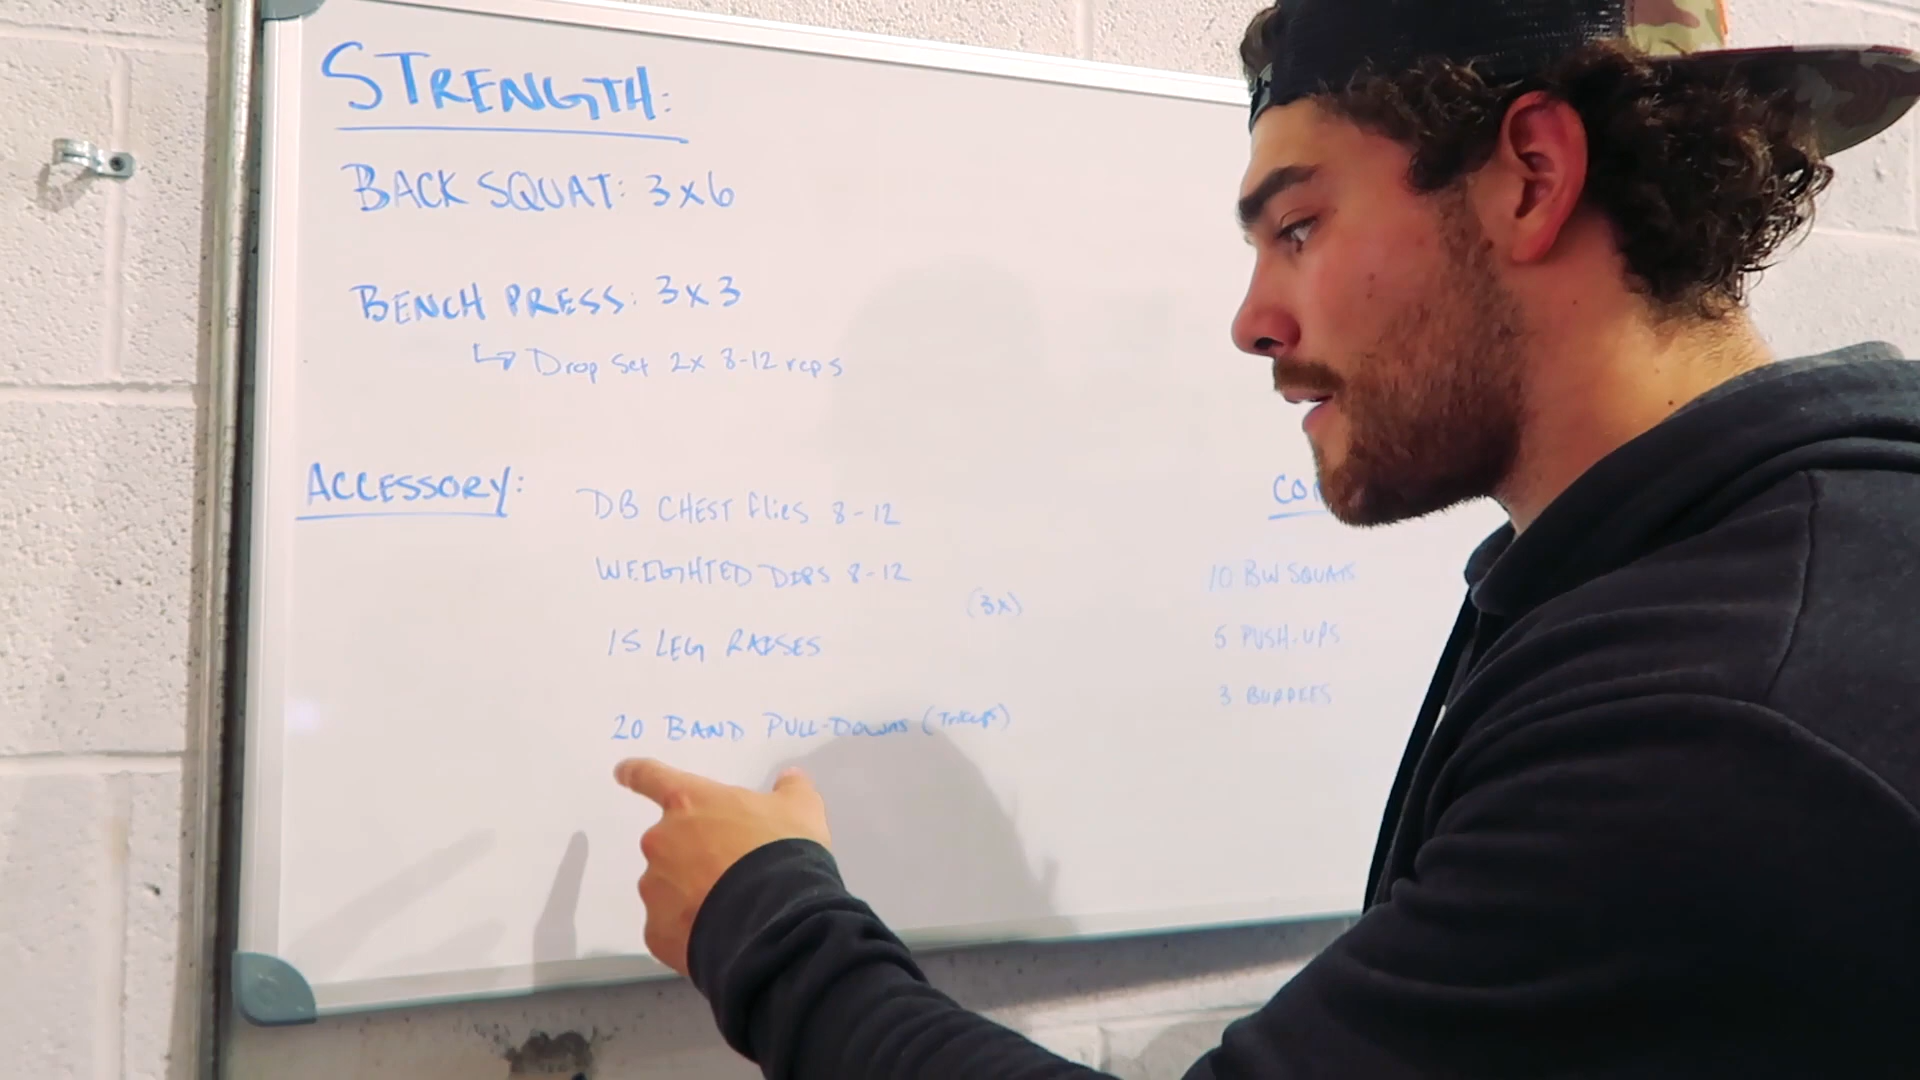 STRENGTH:
BACK SQUAT: 3x6
BENCH PRESS: 3x3
↳ Drop Set 2x 8-12 reps
ACCESSORY:
DB CHEST Flies 8-12
WEIGHTED DIPS 8-12
(3x)
15 LEG RAISES
20 BAND PULL-DOWNS (Triceps)
10 BW SQUATS
5 PUSH-UPS
3 BURPEES